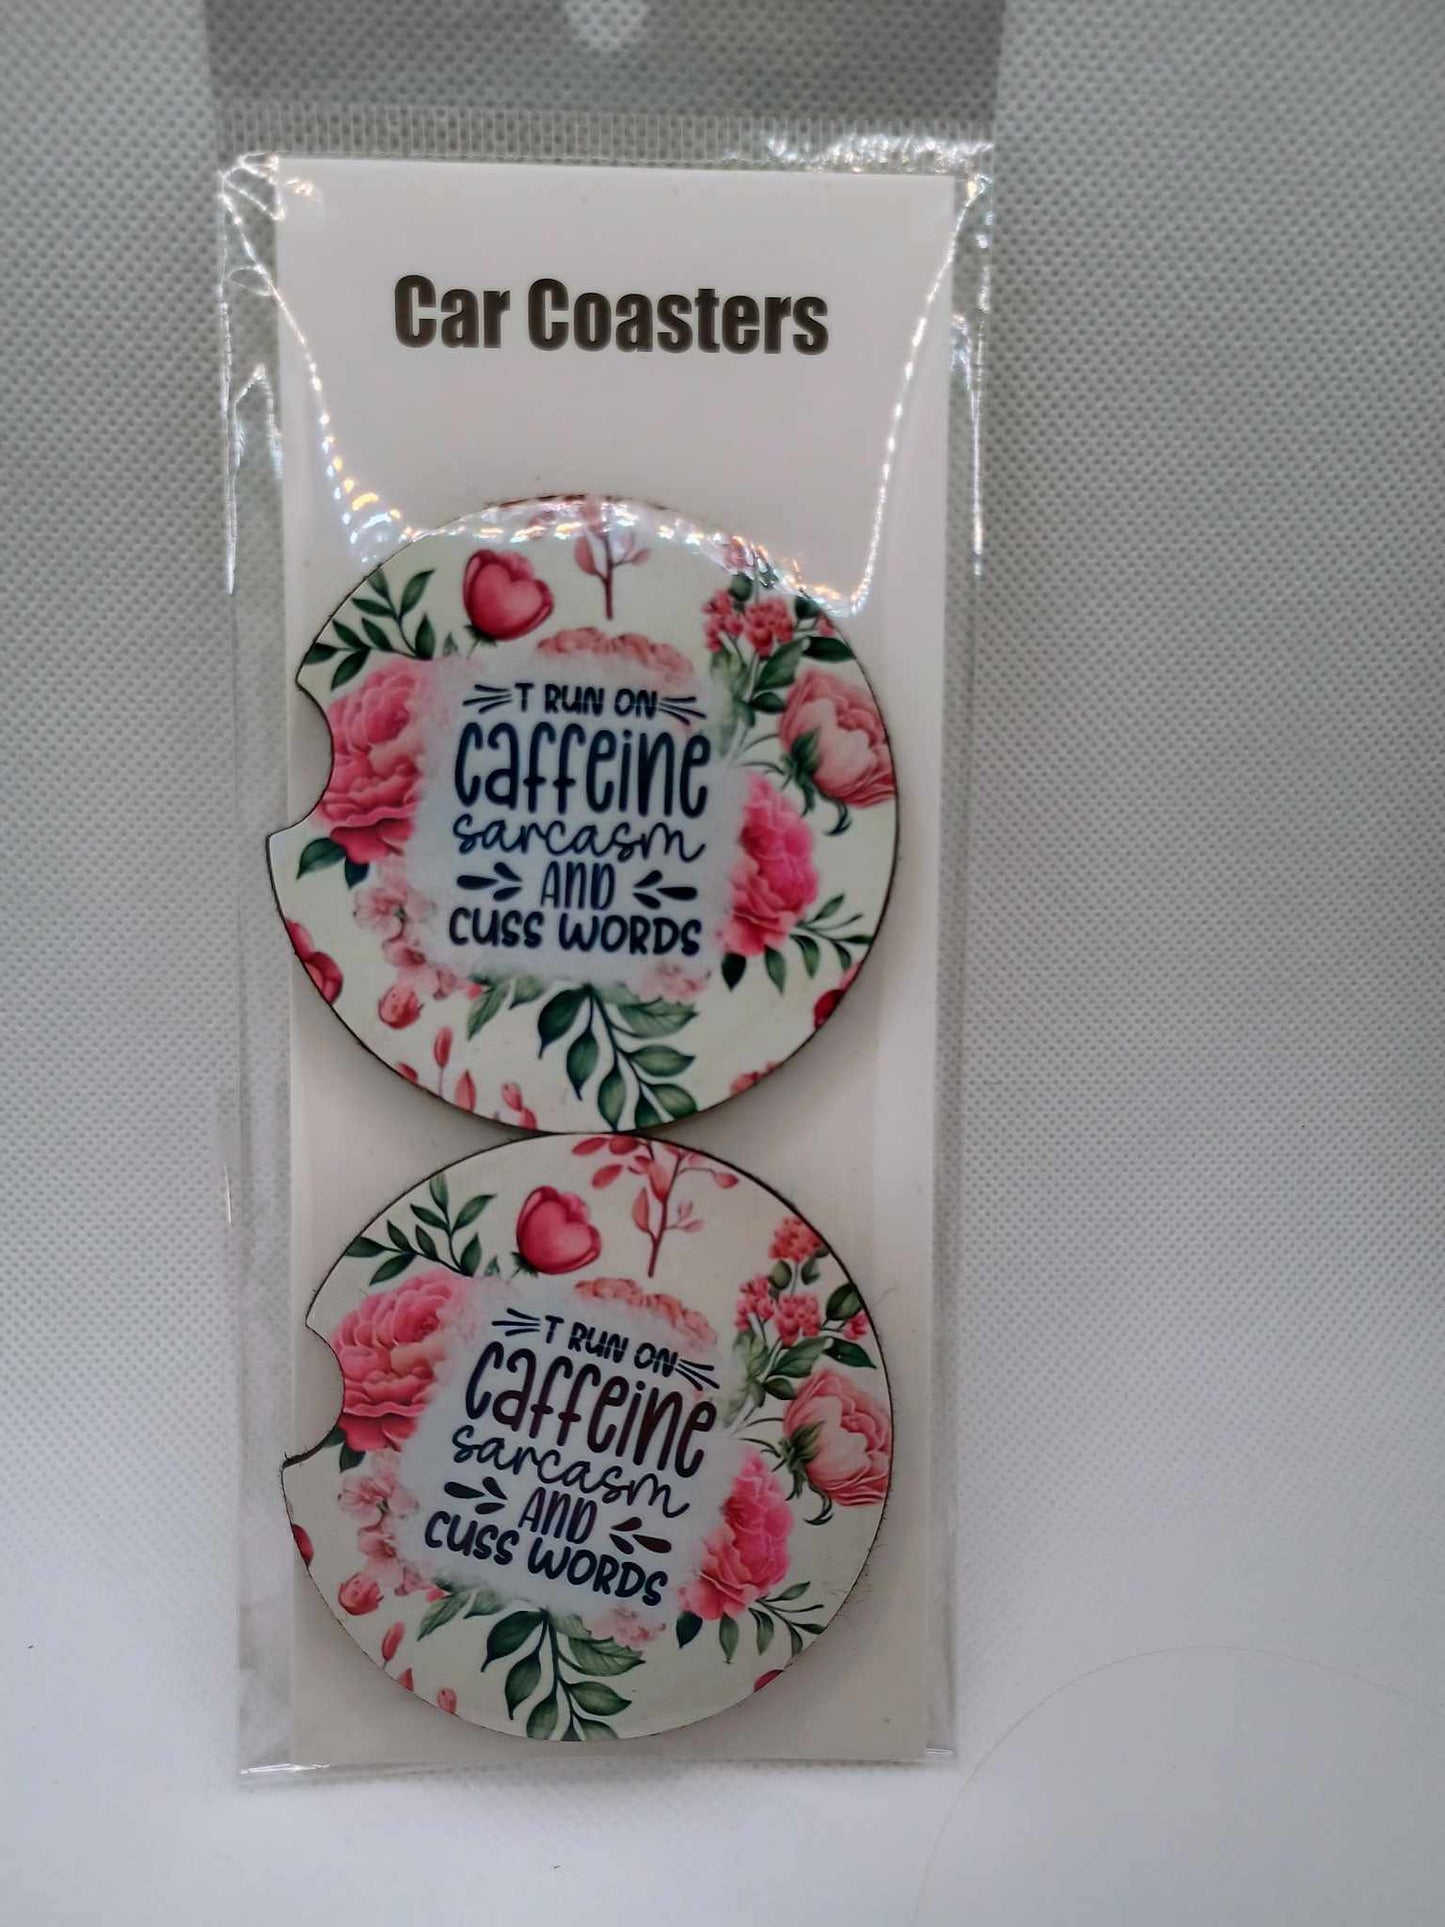 Car Coasters
T RUN ON
caffeine
sarcasm
AND
CUSS WORDS
T RUN ON
caffeine
sarcasm
AND
CUSS WORDS